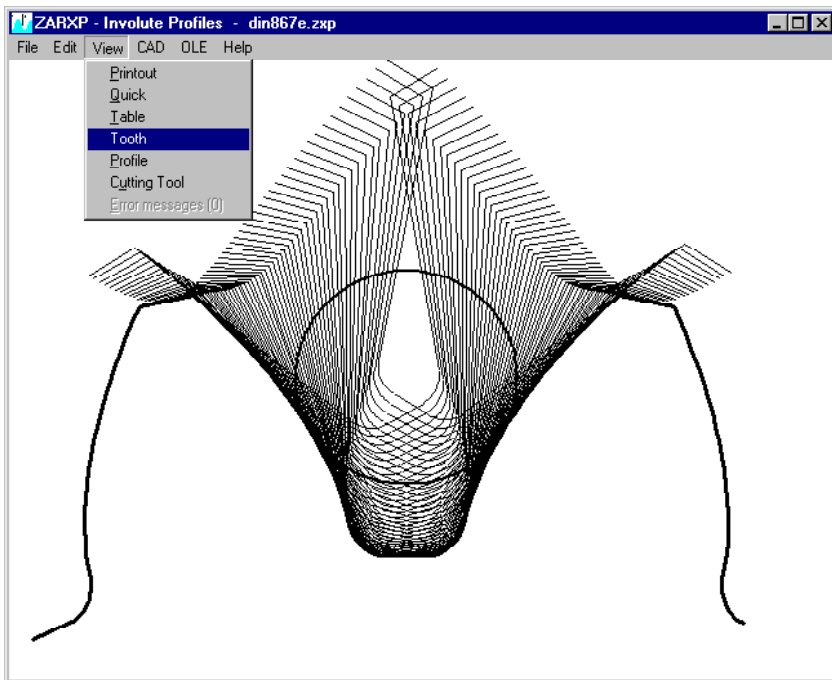 ZARXP - Involute Profiles - din867e.zxp
File Edit View CAD OLE Help
Printout
Quick
Table
Tooth
Profile
Cutting Tool
Error messages (0)